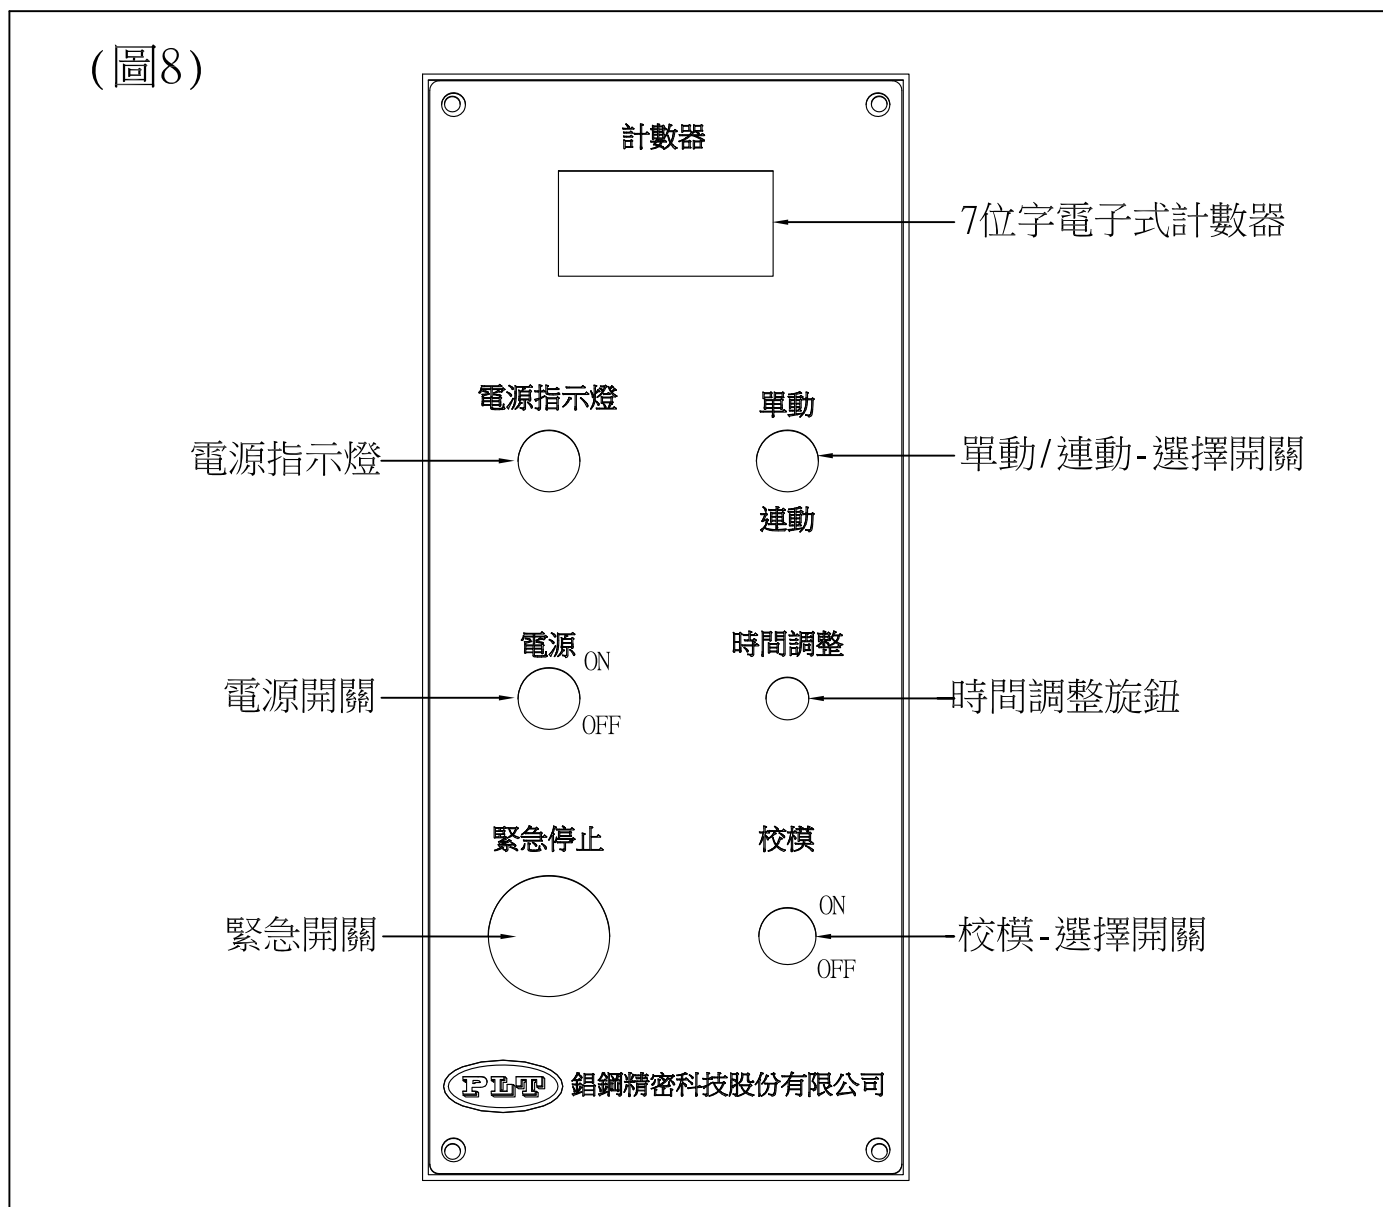 (圖8)
計數器
7位字電子式計數器
電源指示燈
單動
電源指示燈
單動/連動-選擇開關
連動
電源
ON
OFF
時間調整
電源開關
時間調整旋鈕
緊急停止
校模
緊急開關
ON
OFF
校模-選擇開關
PLT 錩鋼精密科技股份有限公司